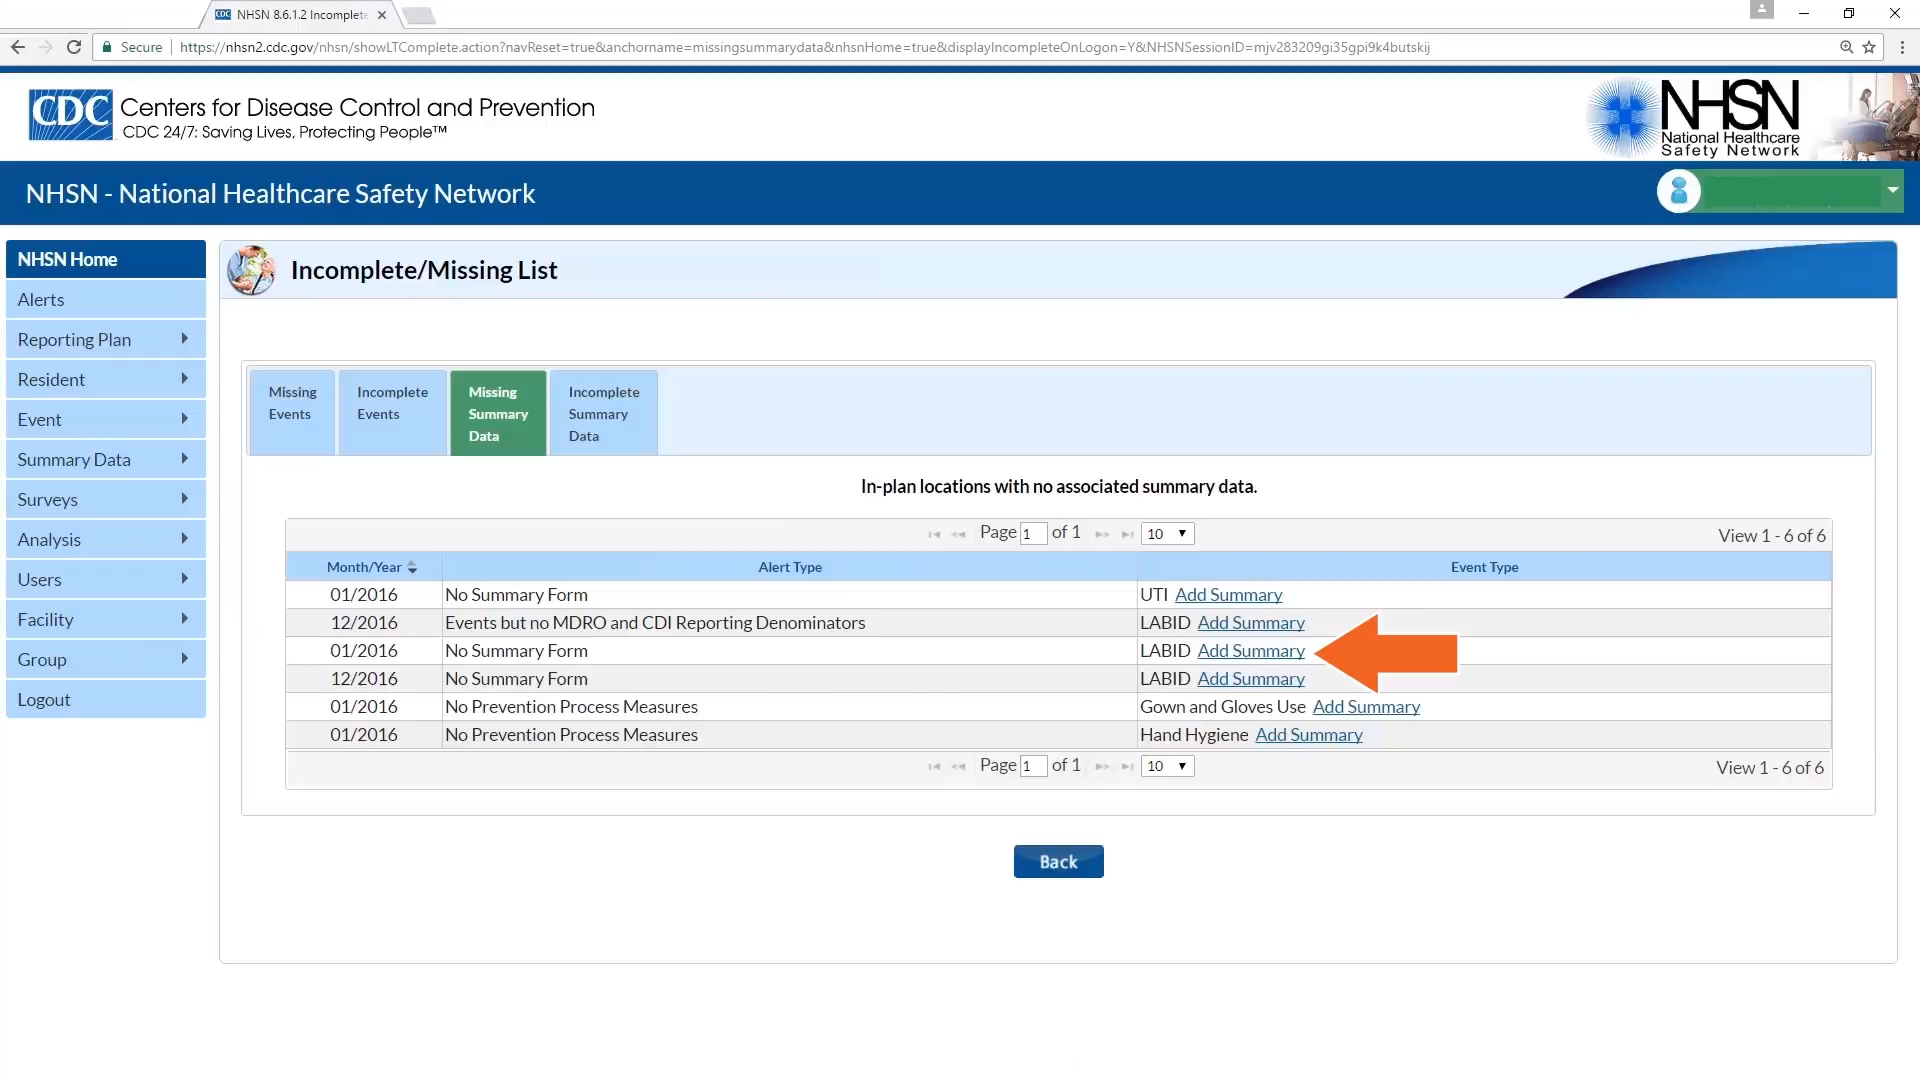 NHSN 8.6.1.2 Incomplete
Secure https://nhsn2.cdc.gov/nhsn/showLTComplete.action?navReset=true&anchorname=missingsummarydata&nhsnHome=true&displayIncompleteOnLogon=Y&NHSNSessionID=mjv283209gi35gpi9k4butskij
CDC Centers for Disease Control and Prevention
CDC 24/7: Saving Lives, Protecting People™
NHSN
National Healthcare
Safety Network
NHSN - National Healthcare Safety Network
NHSN Home
Alerts
Reporting Plan
Resident
Event
Summary Data
Surveys
Analysis
Users
Facility
Group
Logout
Incomplete/Missing List
Missing Events
Incomplete Events
Missing Summary Data
Incomplete Summary Data
In-plan locations with no associated summary data.
Page 1 of 1 10 View 1 - 6 of 6
Month/Year Alert Type Event Type
01/2016 No Summary Form UTI Add Summary
12/2016 Events but no MDRO and CDI Reporting Denominators LABID Add Summary
01/2016 No Summary Form LABID Add Summary
12/2016 No Summary Form LABID Add Summary
01/2016 No Prevention Process Measures Gown and Gloves Use Add Summary
01/2016 No Prevention Process Measures Hand Hygiene Add Summary
Page 1 of 1 10 View 1 - 6 of 6
Back